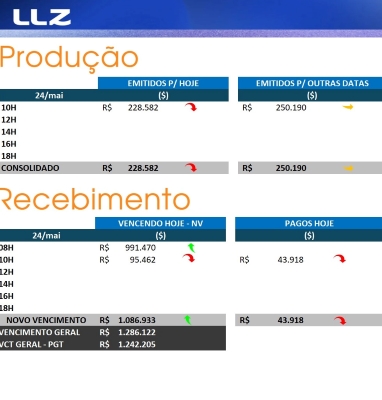 LLZ
Produção
EMITIDOS P/ HOJE EMITIDOS P/ OUTRAS DATAS
24/mai ($) ($)
10H R$ 228.582 R$ 250.190
12H
14H
16H
18H
CONSOLIDADO R$ 228.582 R$ 250.190
Recebimento
VENCENDO HOJE - NV PAGOS HOJE
24/mai ($) ($)
08H R$ 991.470
10H R$ 95.462 R$ 43.918
12H
14H
16H
18H
NOVO VENCIMENTO R$ 1.086.933 R$ 43.918
VENCIMENTO GERAL R$ 1.286.122
VCT GERAL - PGT R$ 1.242.205